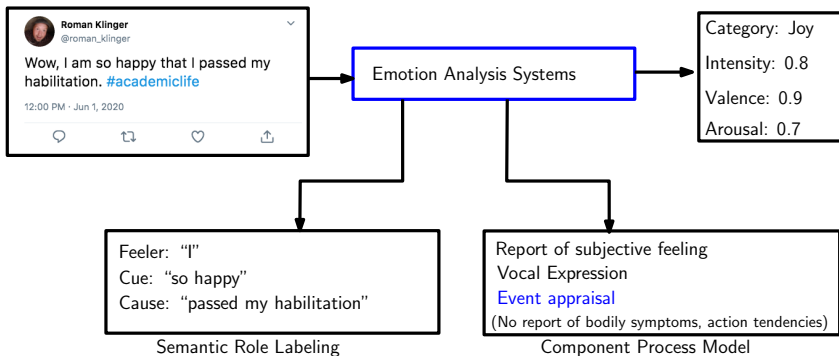 Roman Klinger
@roman_klinger
Wow, I am so happy that I passed my
habilitation. #academiclife
12:00 PM · Jun 1, 2020
Emotion Analysis Systems
Category: Joy
Intensity: 0.8
Valence: 0.9
Arousal: 0.7
Feeler: “I”
Cue: “so happy”
Cause: “passed my habilitation”
Semantic Role Labeling
Report of subjective feeling
Vocal Expression
Event appraisal
(No report of bodily symptoms, action tendencies)
Component Process Model